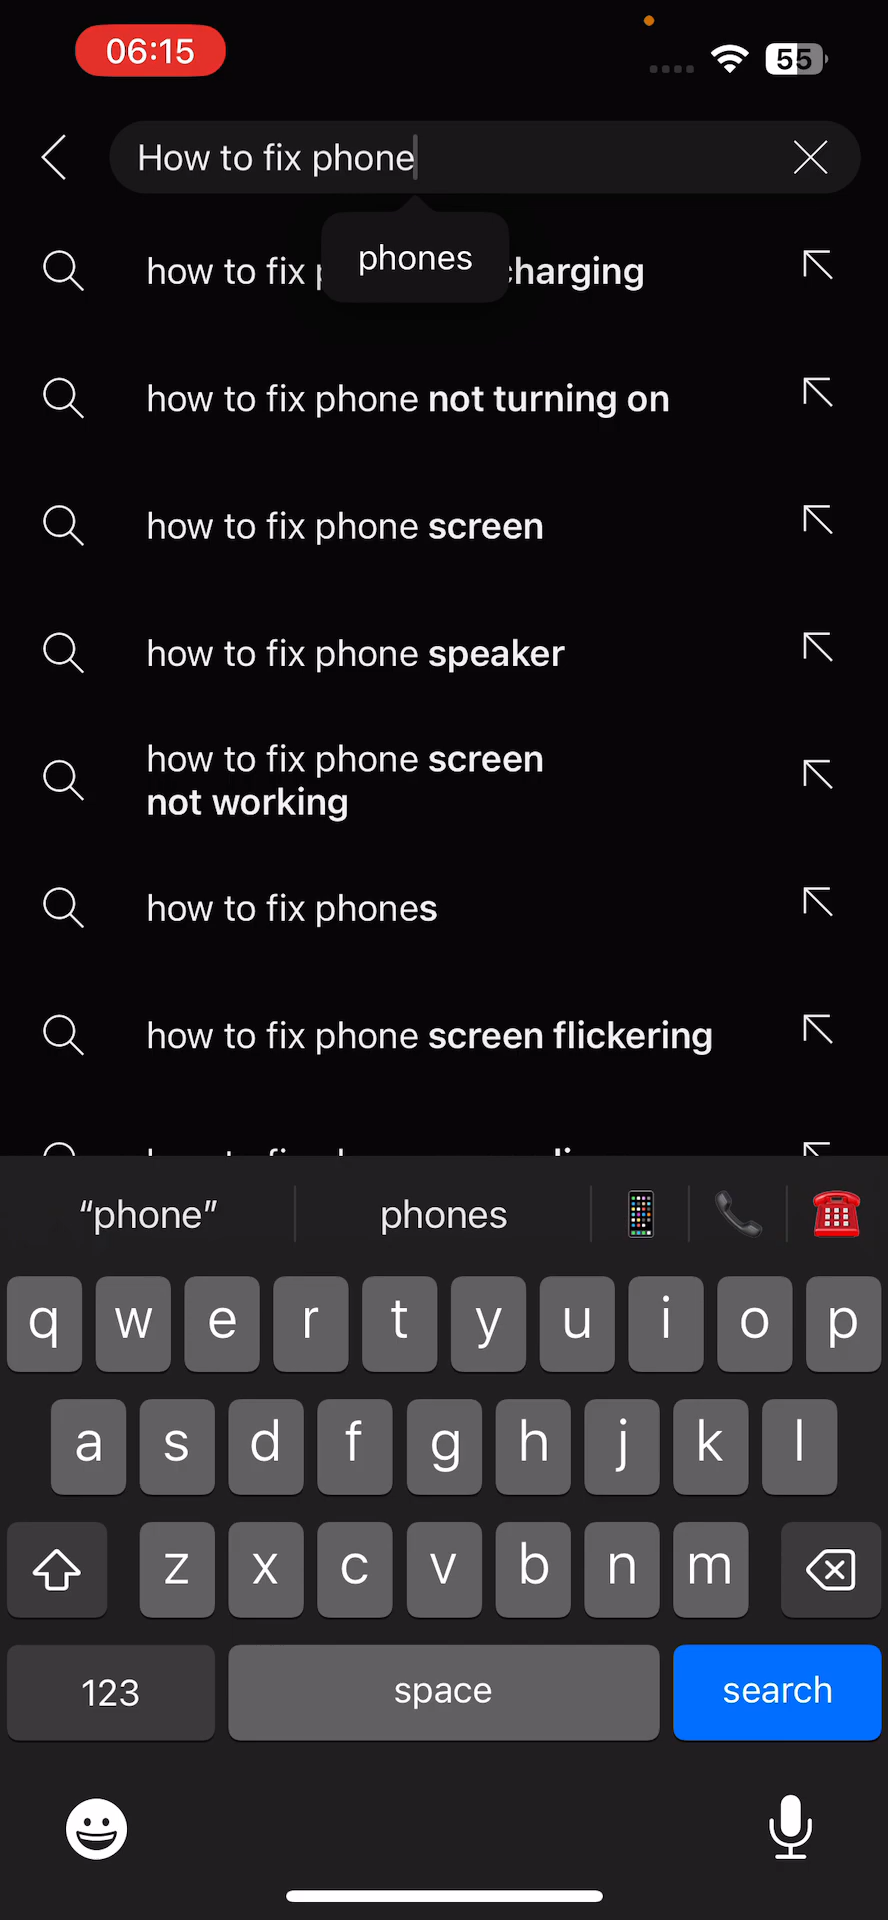 06:15
55
How to fix phone
phones
how to fix charging
how to fix phone not turning on
how to fix phone screen
how to fix phone speaker
how to fix phone screen
not working
how to fix phones
how to fix phone screen flickering
“phone” phones
q w e r t y u i o p
a s d f g h j k l
z x c v b n m
123 space search